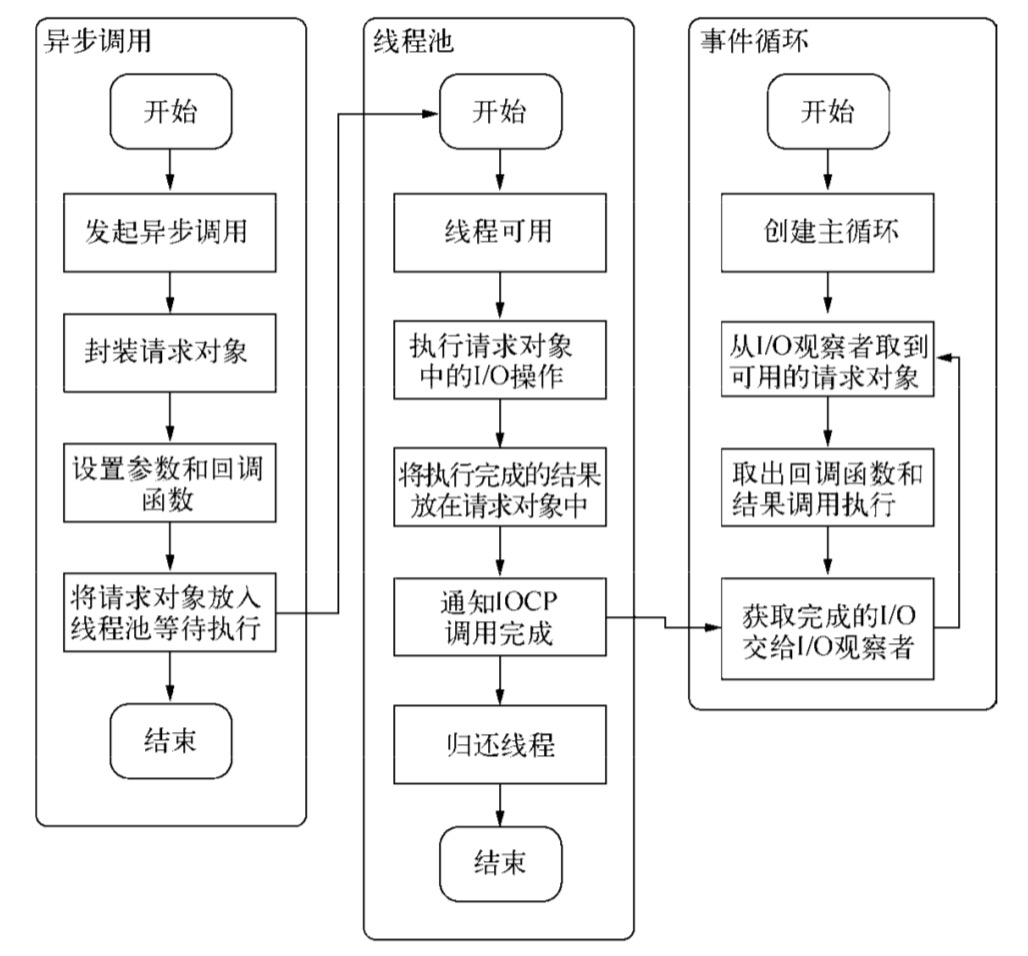 异步调用
开始
发起异步调用
封装请求对象
设置参数和回调
函数
将请求对象放入
线程池等待执行
结束
线程池
开始
线程可用
执行请求对象
中的I/O操作
将执行完成的结果
放在请求对象中
通知IOCP
调用完成
归还线程
结束
事件循环
开始
创建主循环
从I/O观察者取到
可用的请求对象
取出回调函数和
结果调用执行
获取完成的I/O
交给I/O观察者